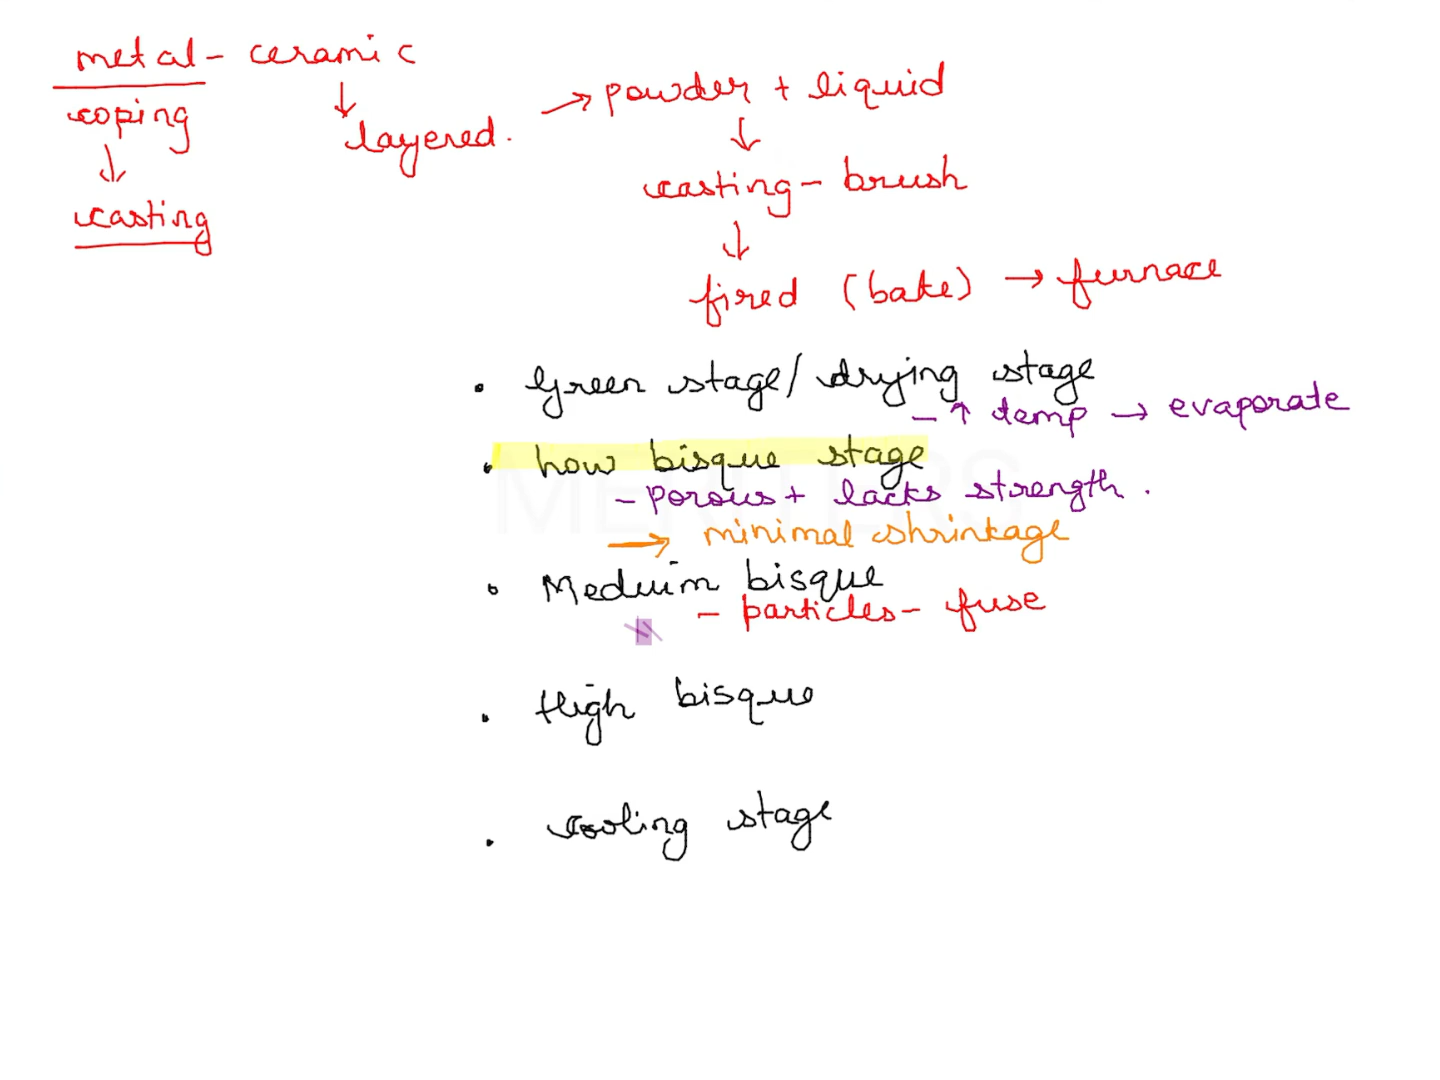 metal - ceramic
coping
casting
layered.
→ powder + liquid
casting - brush
fired (bake) → furnace
• Green stage / drying stage
- ↑ temp → evaporate
• Low bisque stage
- porous + lacks strength.
→ minimal shrinkage
• Meduim bisque
- particles - fuse
• High bisque
• Cooling stage